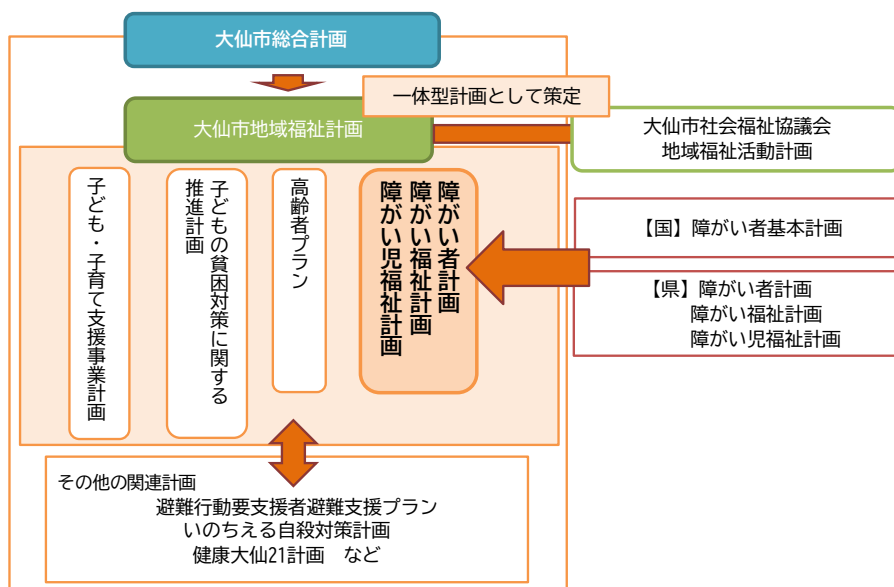 大仙市総合計画
一体型計画として策定
大仙市地域福祉計画
大仙市社会福祉協議会
地域福祉活動計画
子ども・子育て支援事業計画
子どもの貧困対策に関する
推進計画
高齢者プラン
障がい者計画
障がい福祉計画
障がい児福祉計画
【国】障がい者基本計画
【県】障がい者計画
障がい福祉計画
障がい児福祉計画
その他の関連計画
避難行動要支援者避難支援プラン
いのちえる自殺対策計画
健康大仙21計画　など